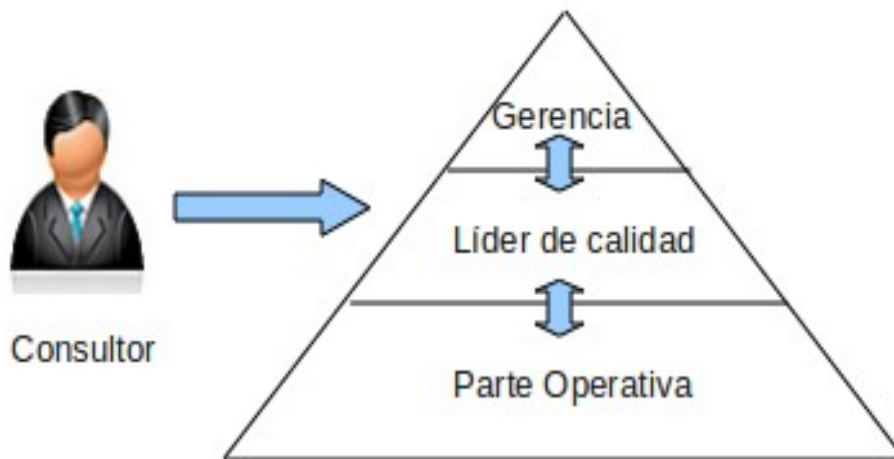 Gerencia
Líder de calidad
Consultor
Parte Operativa